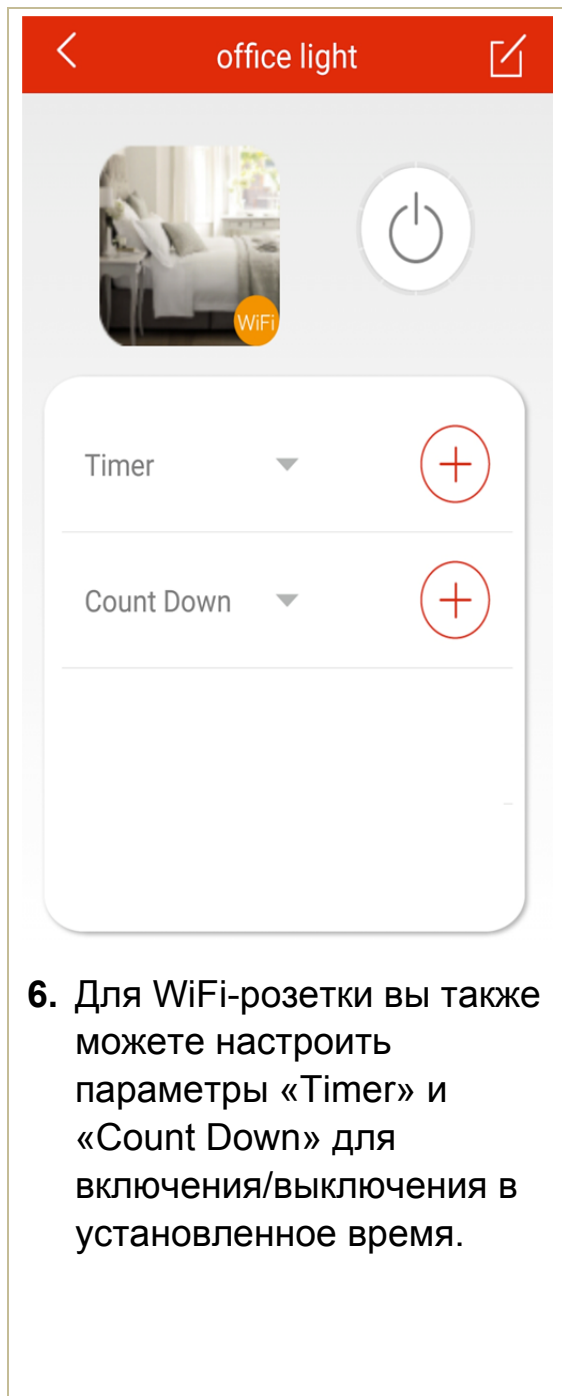 office light
WiFi
Timer
Count Down
6. Для WiFi-розетки вы также
можете настроить
параметры «Timer» и
«Count Down» для
включения/выключения в
установленное время.